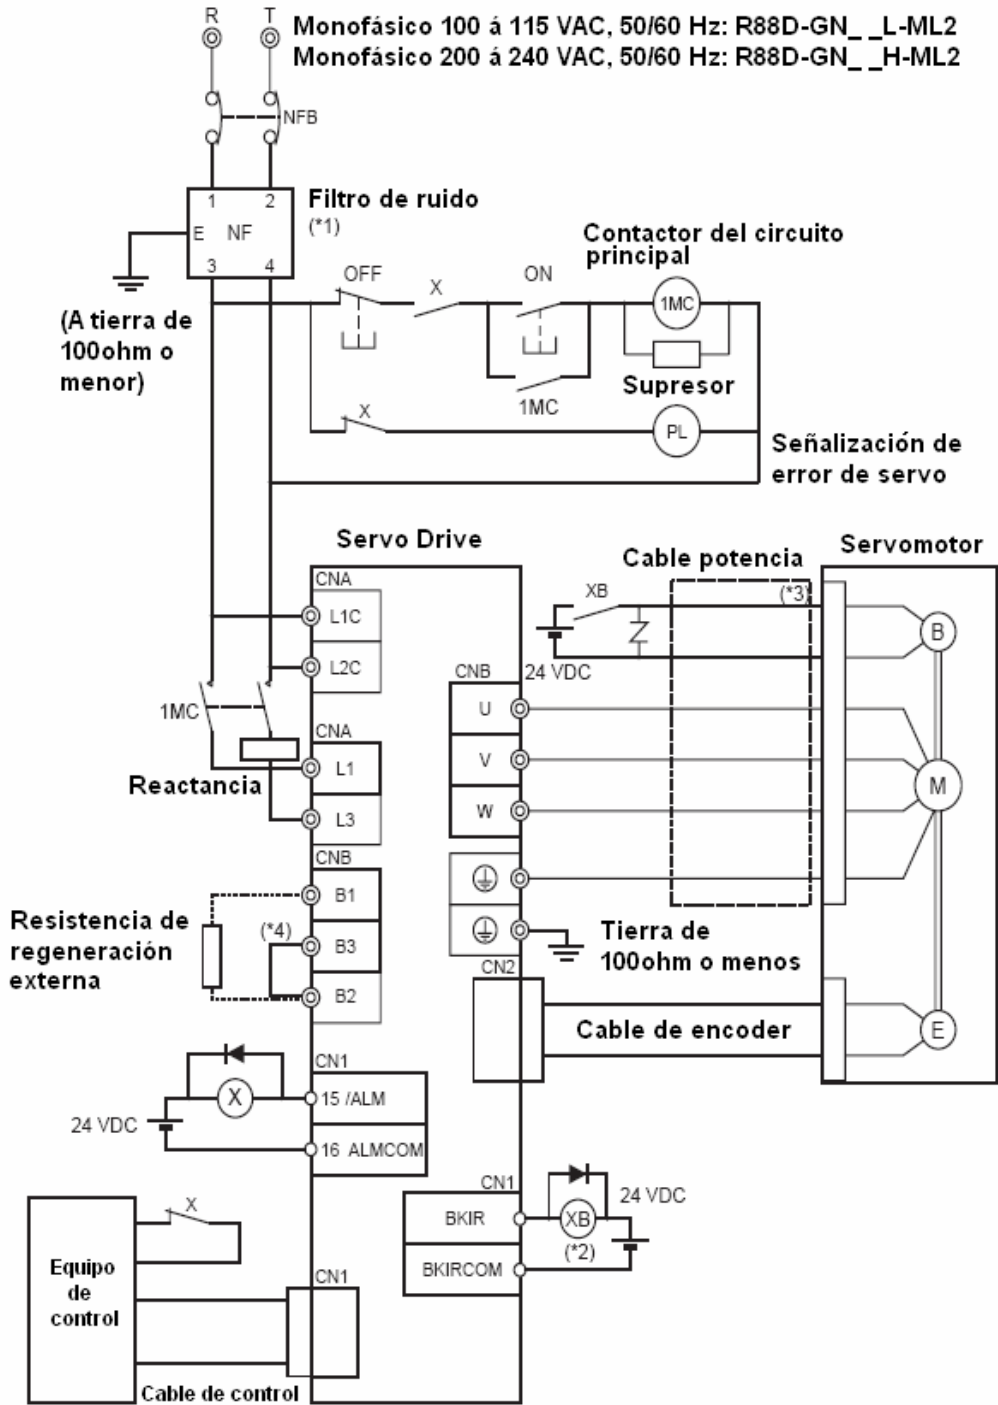 R T
Monofásico 100 á 115 VAC, 50/60 Hz: R88D-GN_ _L-ML2
Monofásico 200 á 240 VAC, 50/60 Hz: R88D-GN_ _H-ML2
NFB
1 2
E NF
3 4
Filtro de ruido
(*1)
(A tierra de
100ohm o
menor)
Contactor del circuito
principal
OFF
X
ON
1MC
1MC
Supresor
X
PL
Señalización de
error de servo
Servo Drive
Cable potencia
Servomotor
CNA
L1C
L2C
XB
(*3)
24 VDC
B
1MC
CNA
Reactancia
L1
L3
CNB
U
V
W
M
CNB
B1
B3
B2
(*4)
Resistencia de
regeneración
externa
Tierra de
100ohm o menos
CN2
Cable de encoder
E
CN1
X
15 /ALM
16 ALMCOM
24 VDC
CN1
BKIR
BKIRCOM
XB
(*2)
24 VDC
X
Equipo
de
control
CN1
Cable de control